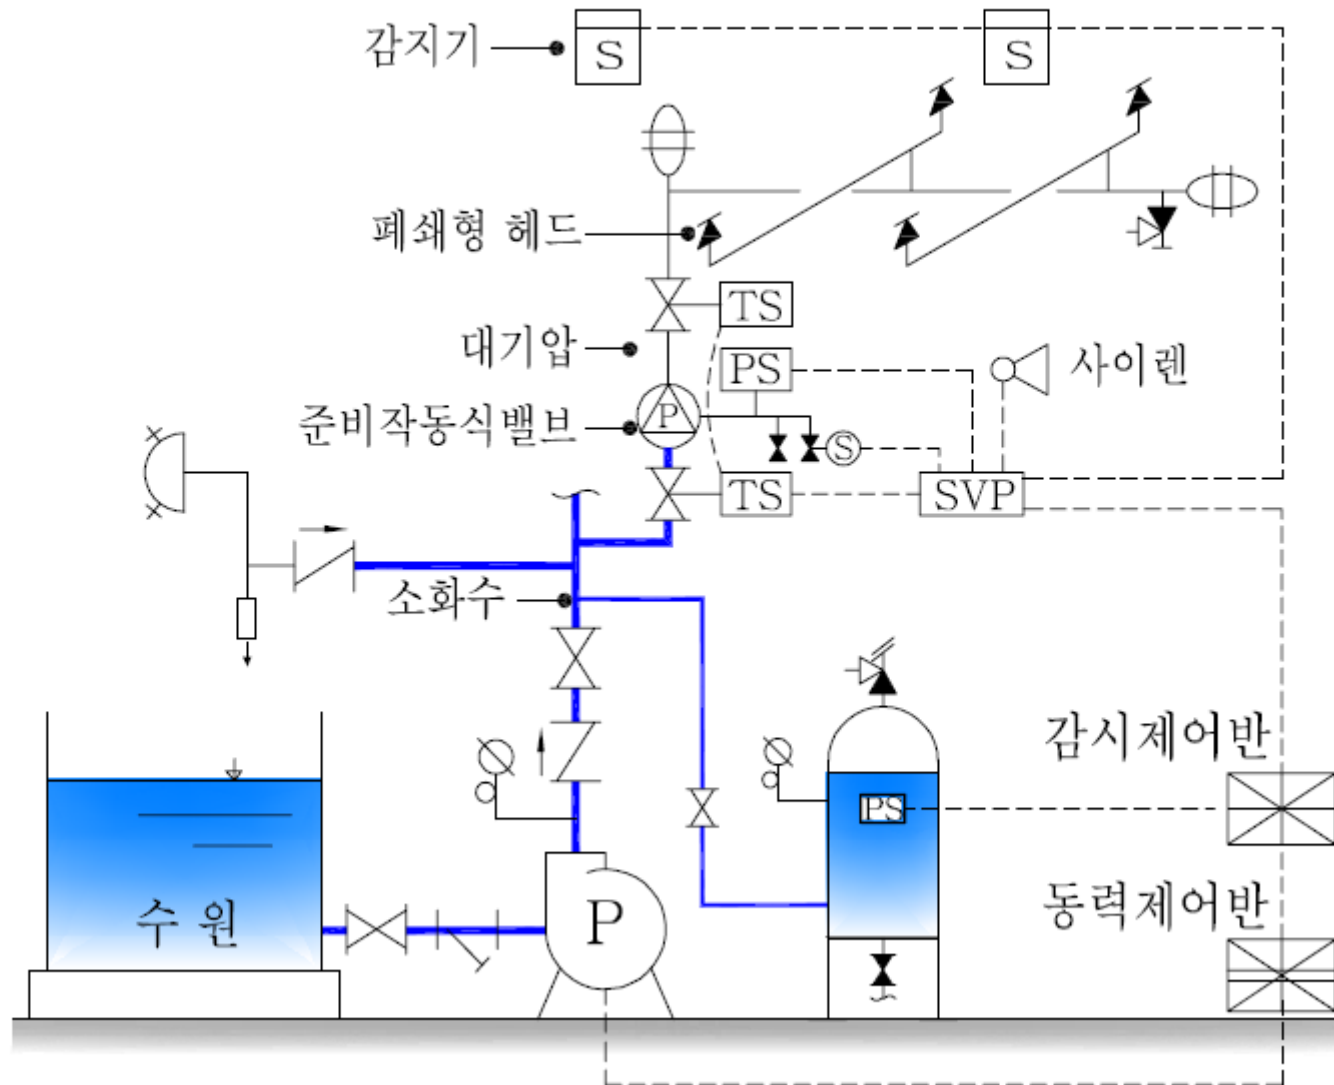 감지기
S
S
폐쇄형 헤드
TS
대기압
PS
사이렌
준비작동식밸브
P
S
TS
SVP
소화수
감시제어반
PS
수 원
P
동력제어반